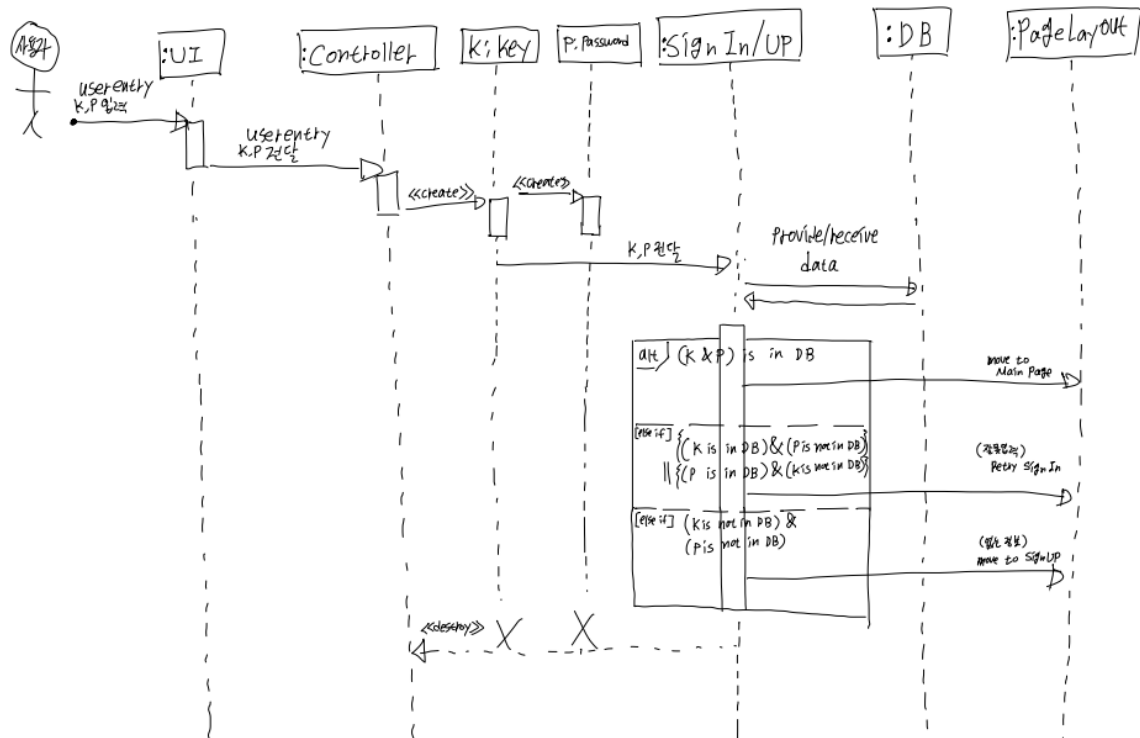 사용자
:UI
:Controller
K:key
P:Password
:Sign In/UP
:DB
:PageLayout
userentry
K,P 입력
userentry
K,P 전달
<<create>>
<<create>>
K,P 전달
Provide/receive
data
alt (K & P) is in DB
move to
Main Page
[else if] {(K is in DB)&(P is not in DB)}
|| {(P is in DB)&(K is not in DB)}
(잘못입력)
Retry Sign In
[else if] (K is not in DB) &
(P is not in DB)
(없는 정보)
move to SignUP
<<destroy>>